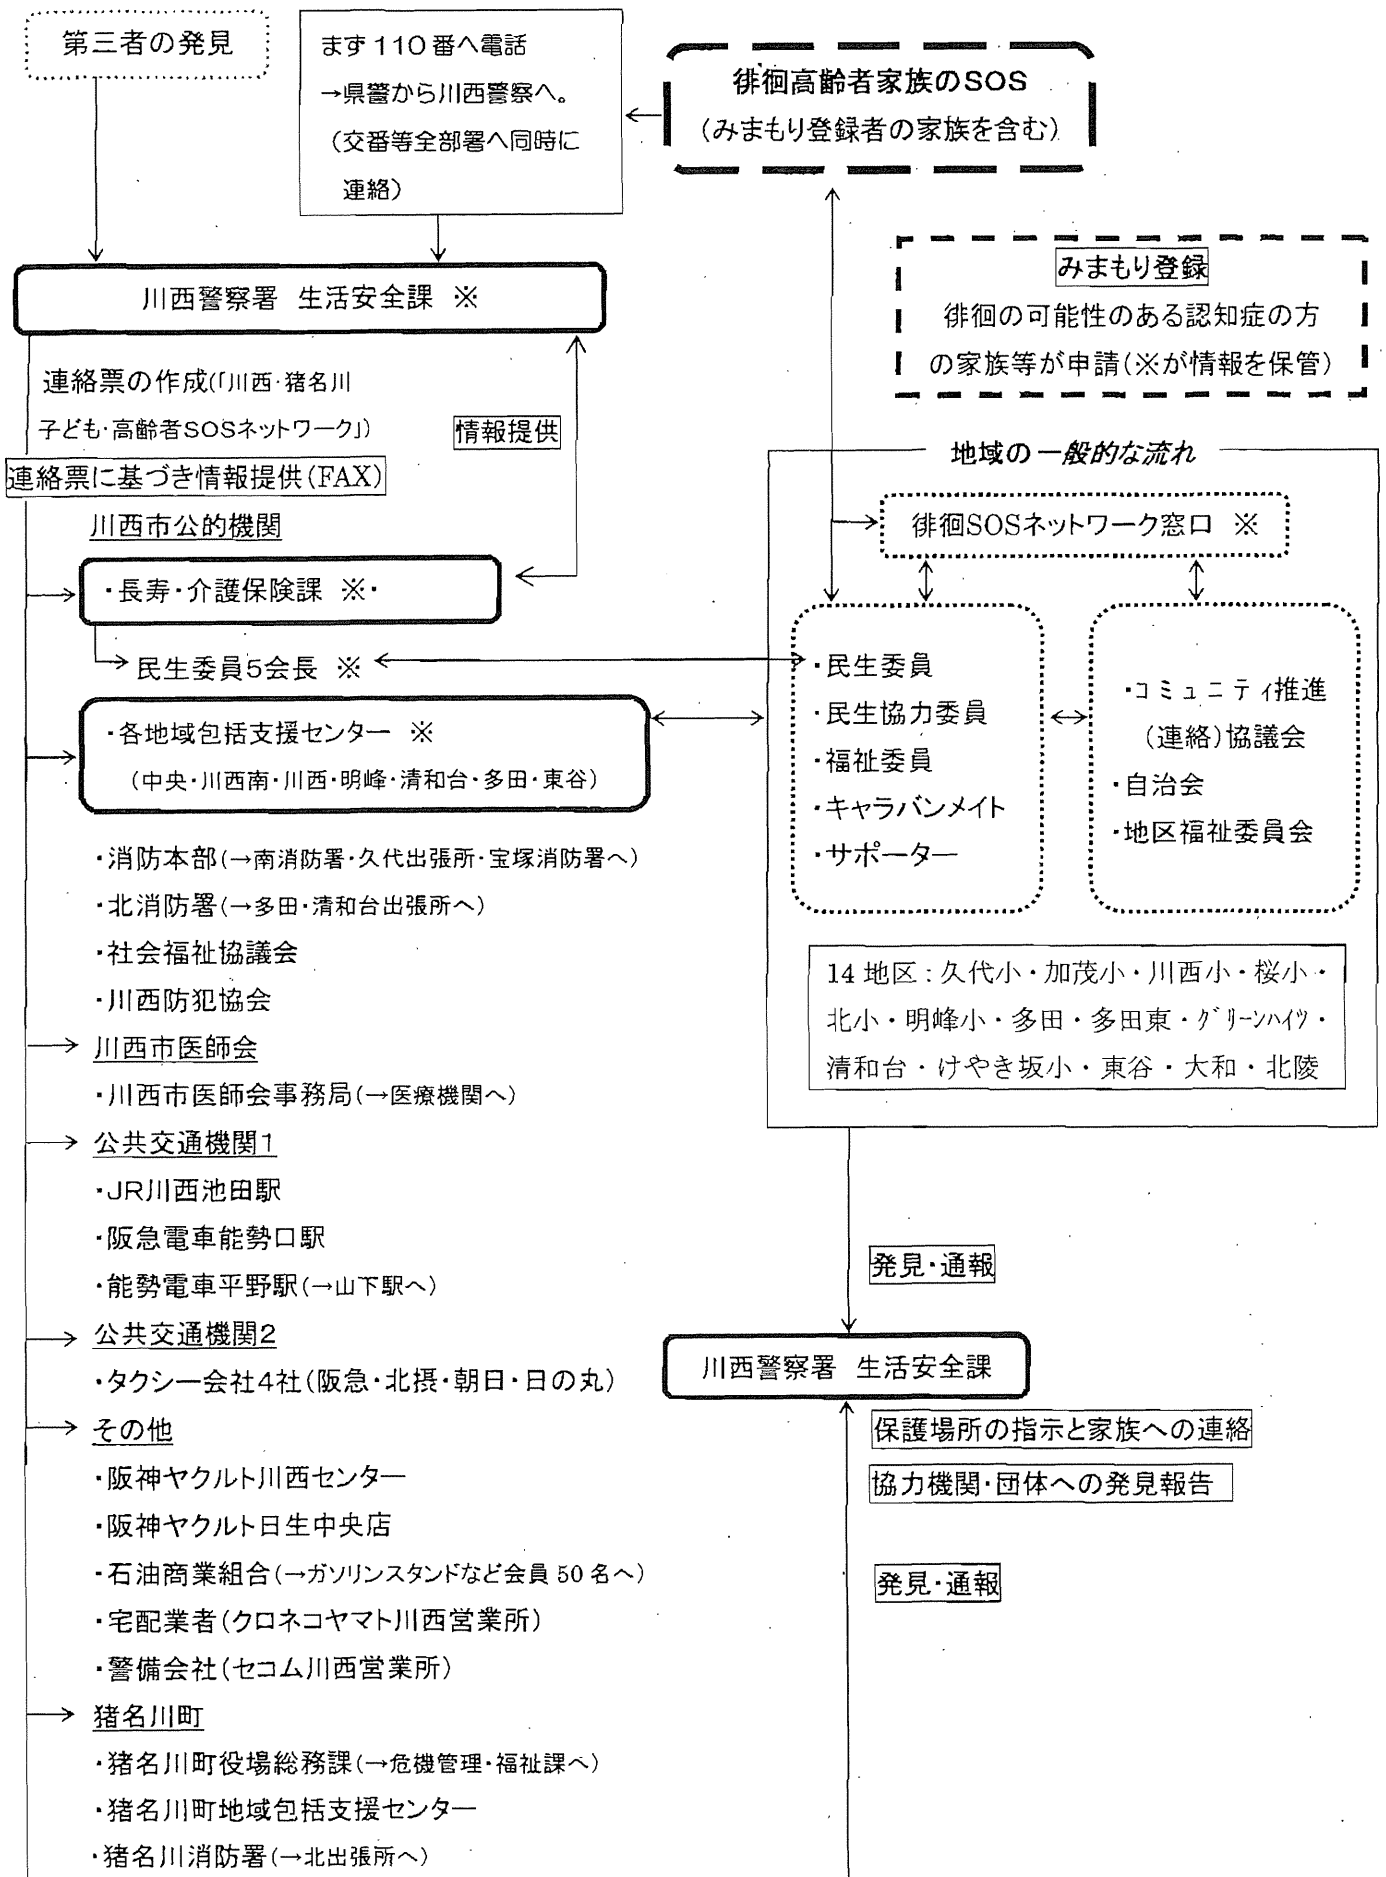 第三者の発見
まず110番へ電話
→県警から川西警察へ。
(交番等全部署へ同時に
連絡)
徘徊高齢者家族のSOS
(みまもり登録者の家族を含む)
みまもり登録
徘徊の可能性のある認知症の方
の家族等が申請(※が情報を保管)
川西警察署 生活安全課 ※
連絡票の作成(「川西・猪名川
子ども・高齢者SOSネットワーク」)
情報提供
連絡票に基づき情報提供(FAX)
川西市公的機関
・長寿・介護保険課 ※・
民生委員5会長 ※
・各地域包括支援センター ※
(中央・川西南・川西・明峰・清和台・多田・東谷)
・消防本部(→南消防署・久代出張所・宝塚消防署へ)
・北消防署(→多田・清和台出張所へ)
・社会福祉協議会
・川西防犯協会
川西市医師会
・川西市医師会事務局(→医療機関へ)
公共交通機関1
・JR川西池田駅
・阪急電車能勢口駅
・能勢電車平野駅(→山下駅へ)
公共交通機関2
・タクシー会社4社(阪急・北摂・朝日・日の丸)
その他
・阪神ヤクルト川西センター
・阪神ヤクルト日生中央店
・石油商業組合(→ガソリンスタンドなど会員50名へ)
・宅配業者(クロネコヤマト川西営業所)
・警備会社(セコム川西営業所)
猪名川町
・猪名川町役場総務課(→危機管理・福祉課へ)
・猪名川町地域包括支援センター
・猪名川消防署(→北出張所へ)
地域の一般的な流れ
徘徊SOSネットワーク窓口 ※
・民生委員
・民生協力委員
・福祉委員
・キャラバンメイト
・サポーター
・コミュニティ推進
(連絡)協議会
・自治会
・地区福祉委員会
14地区:久代小・加茂小・川西小・桜小・
北小・明峰小・多田・多田東・グリーンハイツ・
清和台・けやき坂小・東谷・大和・北陵
発見・通報
川西警察署 生活安全課
保護場所の指示と家族への連絡
協力機関・団体への発見報告
発見・通報